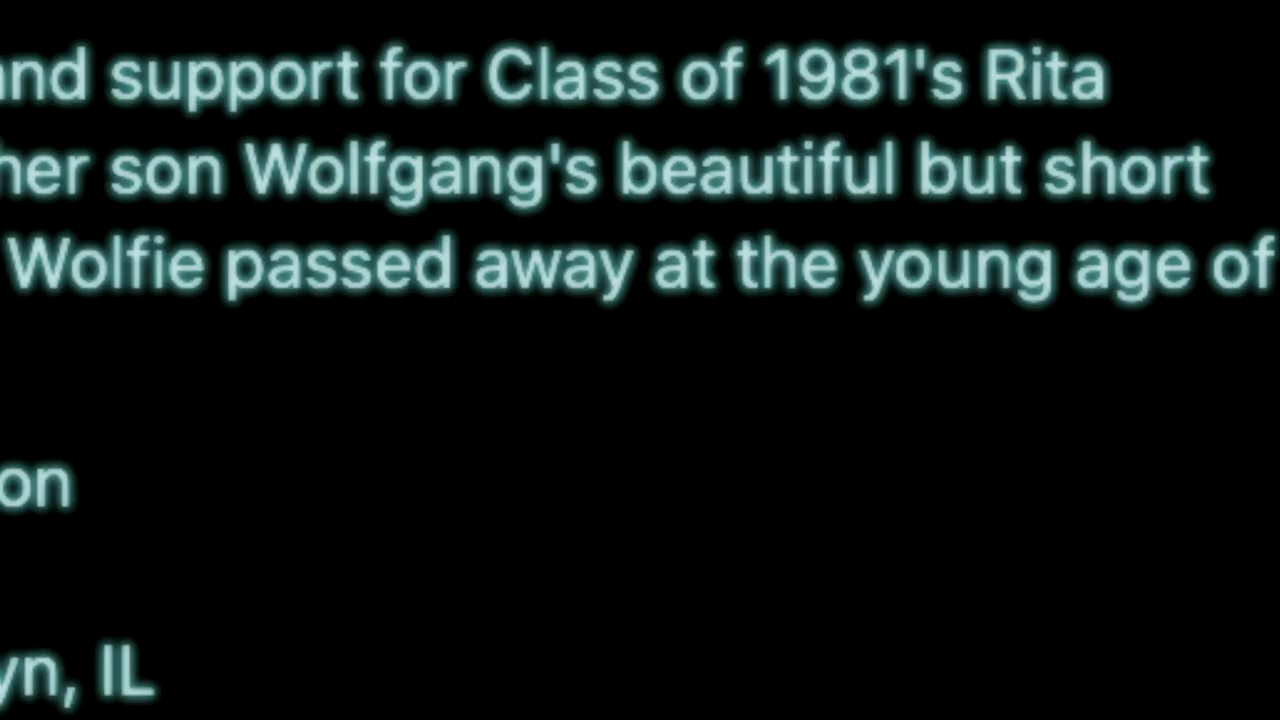 and support for Class of 1981's Rita
her son Wolfgang's beautiful but short
Wolfie passed away at the young age of
on
yn, IL